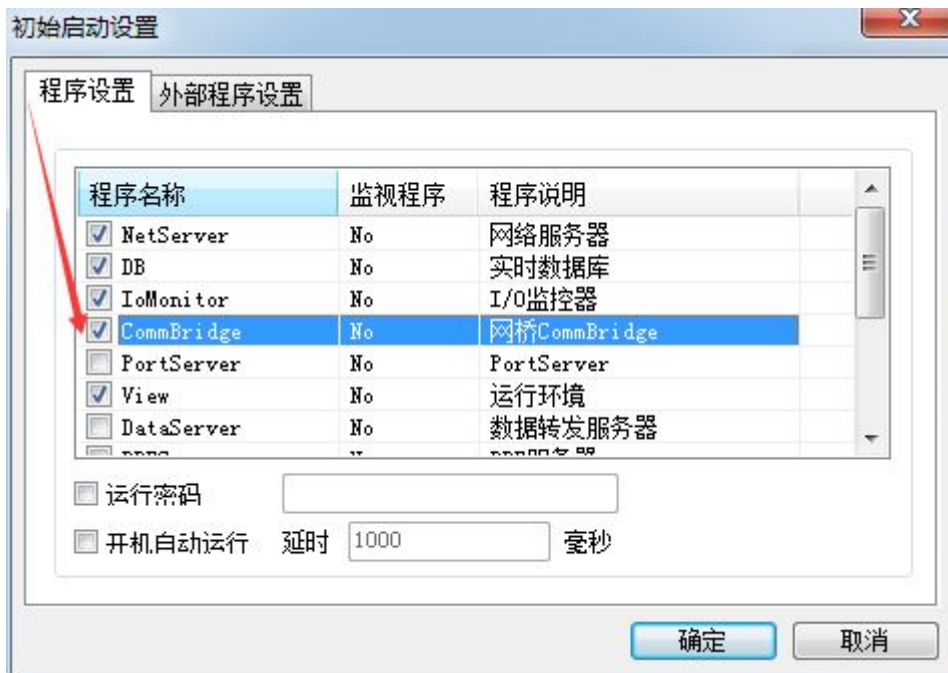 初始启动设置
程序设置 外部程序设置
程序名称 监视程序 程序说明
NetServer No 网络服务器
DB No 实时数据库
IoMonitor No I/O监控器
CommBridge No 网桥CommBridge
PortServer No PortServer
View No 运行环境
DataServer No 数据转发服务器
运行密码
开机自动运行 延时 1000 毫秒
确定 取消